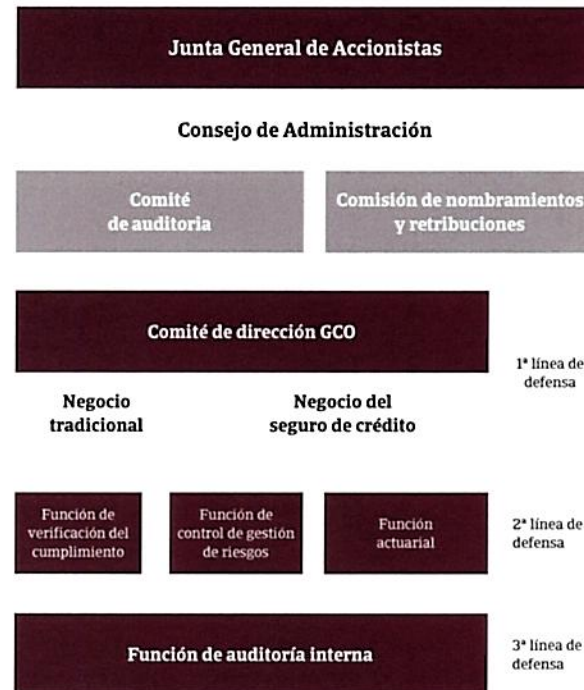 Junta General de Accionistas
Consejo de Administración
Comité
de auditoria
Comisión de nombramientos
y retribuciones
Comité de dirección GCO
1ª línea de
defensa
Negocio
tradicional
Negocio del
seguro de crédito
Función de
verificación del
cumplimiento
Función de
control de gestión
de riesgos
Función
actuarial
2ª línea de
defensa
Función de auditoría interna
3ª línea de
defensa